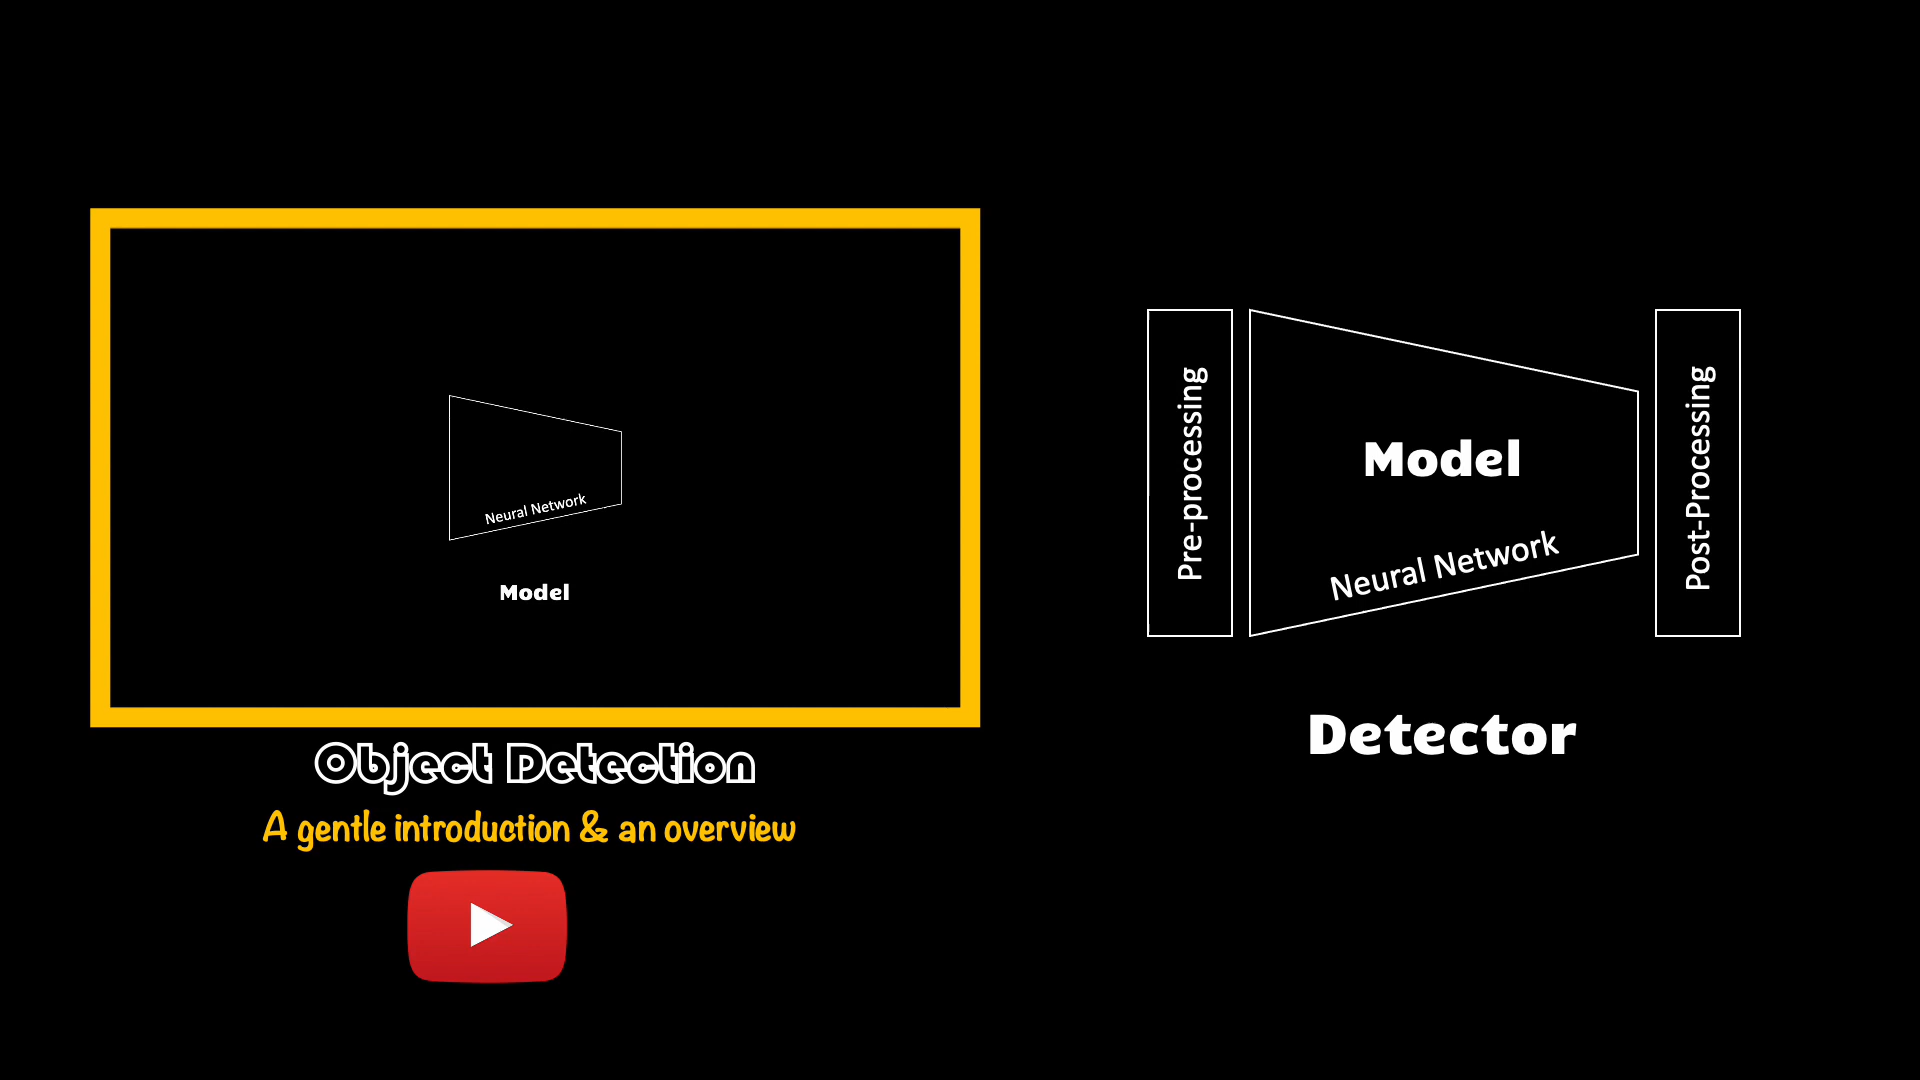 Neural Network
Model
Object Detection
A gentle introduction & an overview
Pre-processing
Model
Neural Network
Post-Processing
Detector